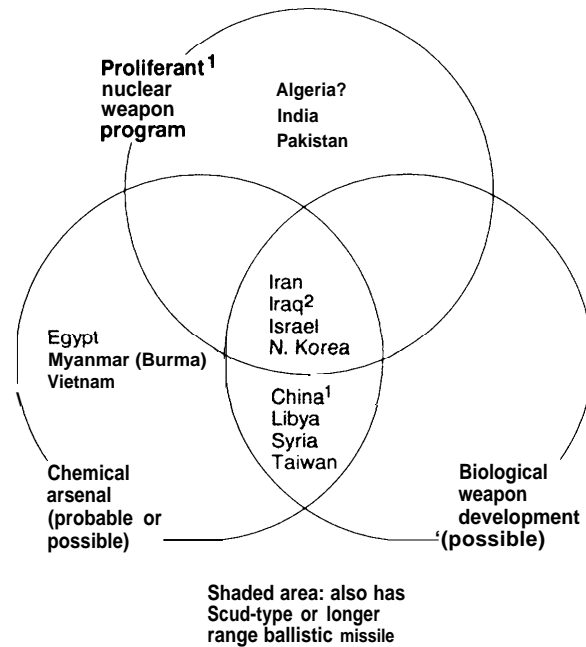 Proliferant¹
nuclear
weapon
program
Algeria?
India
Pakistan
Iran
Iraq²
Israel
N. Korea
Egypt
Myanmar (Burma)
Vietnam
China¹
Libya
Syria
Taiwan
Chemical
arsenal
(probable or
possible)
Biological
weapon
development
(possible)
Shaded area: also has
Scud-type or longer
range ballistic missile